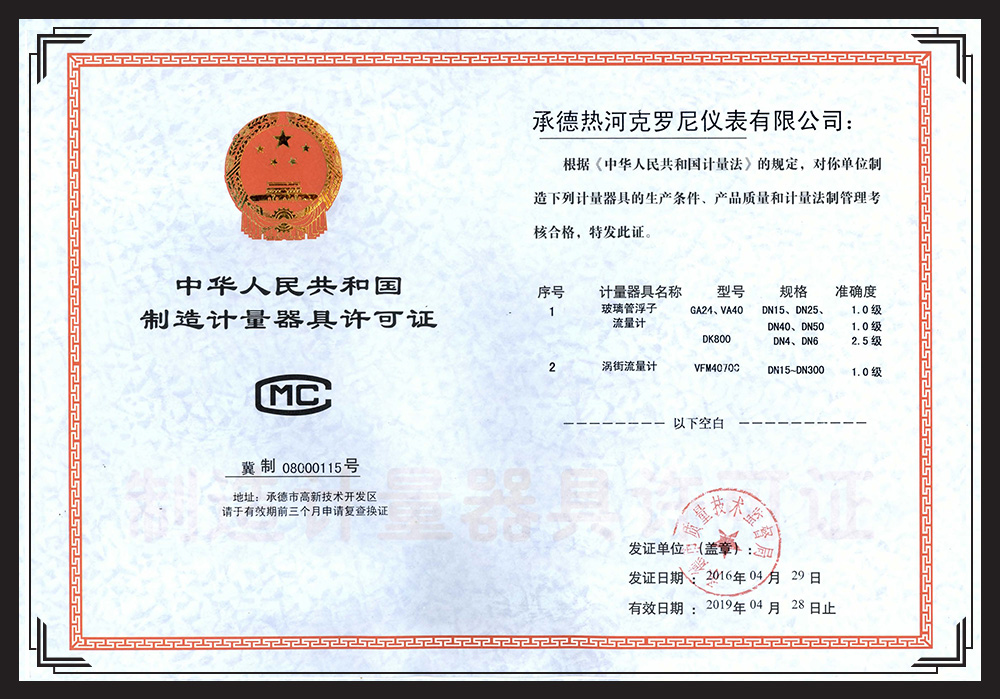 中华人民共和国
制造计量器具许可证
CMC
冀 制 08000115号
地址：承德市高新技术开发区
请于有效期前三个月申请复查换证
承德热河克罗尼仪表有限公司：
根据《中华人民共和国计量法》的规定，对你单位制
造下列计量器具的生产条件、产品质量和计量法制管理考
核合格，特发此证。
序号 计量器具名称 型号 规格 准确度
1 玻璃管浮子 GA24、VA40 DN15、DN25、 1.0 级
流量计 DN40、DN50 1.0 级
DK800 DN4、DN6 2.5 级
2 涡街流量计 VFM4070C DN15~DN300 1.0 级
———————— 以下空白 ————————
制造计量器具许可证
质量技术监督局
发证单位（盖章）：
发证日期：2016年 04 月 29 日
有效日期：2019年 04 月 28 日止